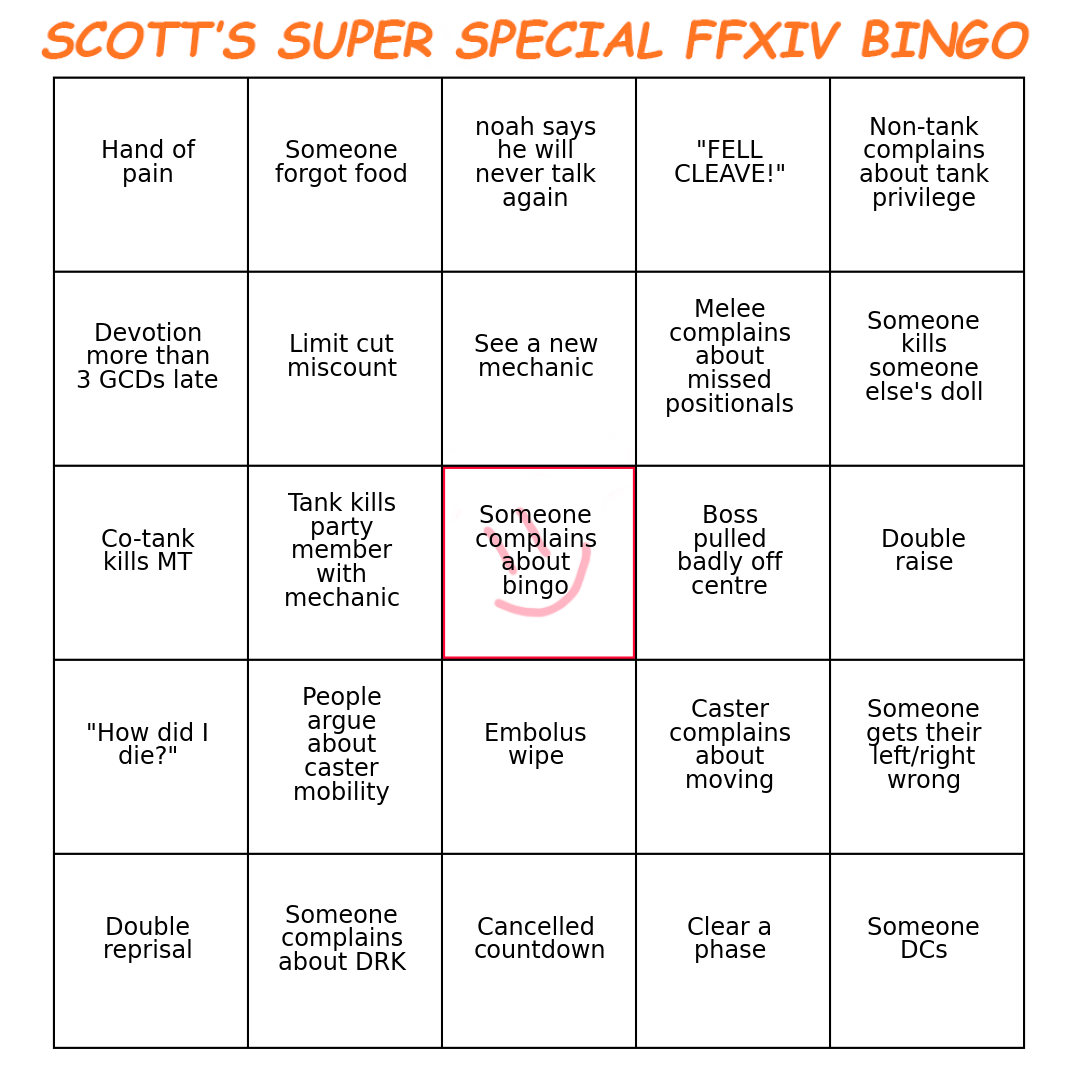 SCOTT'S SUPER SPECIAL FFXIV BINGO
Hand of
pain
Someone
forgot food
noah says
he will
never talk
again
"FELL
CLEAVE!"
Non-tank
complains
about tank
privilege
Devotion
more than
3 GCDs late
Limit cut
miscount
See a new
mechanic
Melee
complains
about
missed
positionals
Someone
kills
someone
else's doll
Co-tank
kills MT
Tank kills
party
member
with
mechanic
Someone
complains
about
bingo
Boss
pulled
badly off
centre
Double
raise
"How did I
die?"
People
argue
about
caster
mobility
Embolus
wipe
Caster
complains
about
moving
Someone
gets their
left/right
wrong
Double
reprisal
Someone
complains
about DRK
Cancelled
countdown
Clear a
phase
Someone
DCs